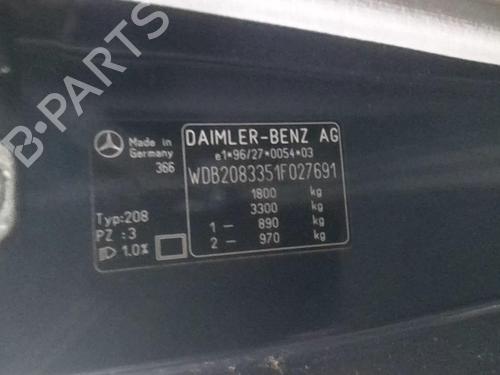 Made in
Germany
366
DAIMLER-BENZ AG
e1*96/27*0054*03
WDB2083351F027691
1800 kg
3300 kg
1 – 890 kg
2 – 970 kg
Typ:208
PZ :3
1.0%
B-PARTS